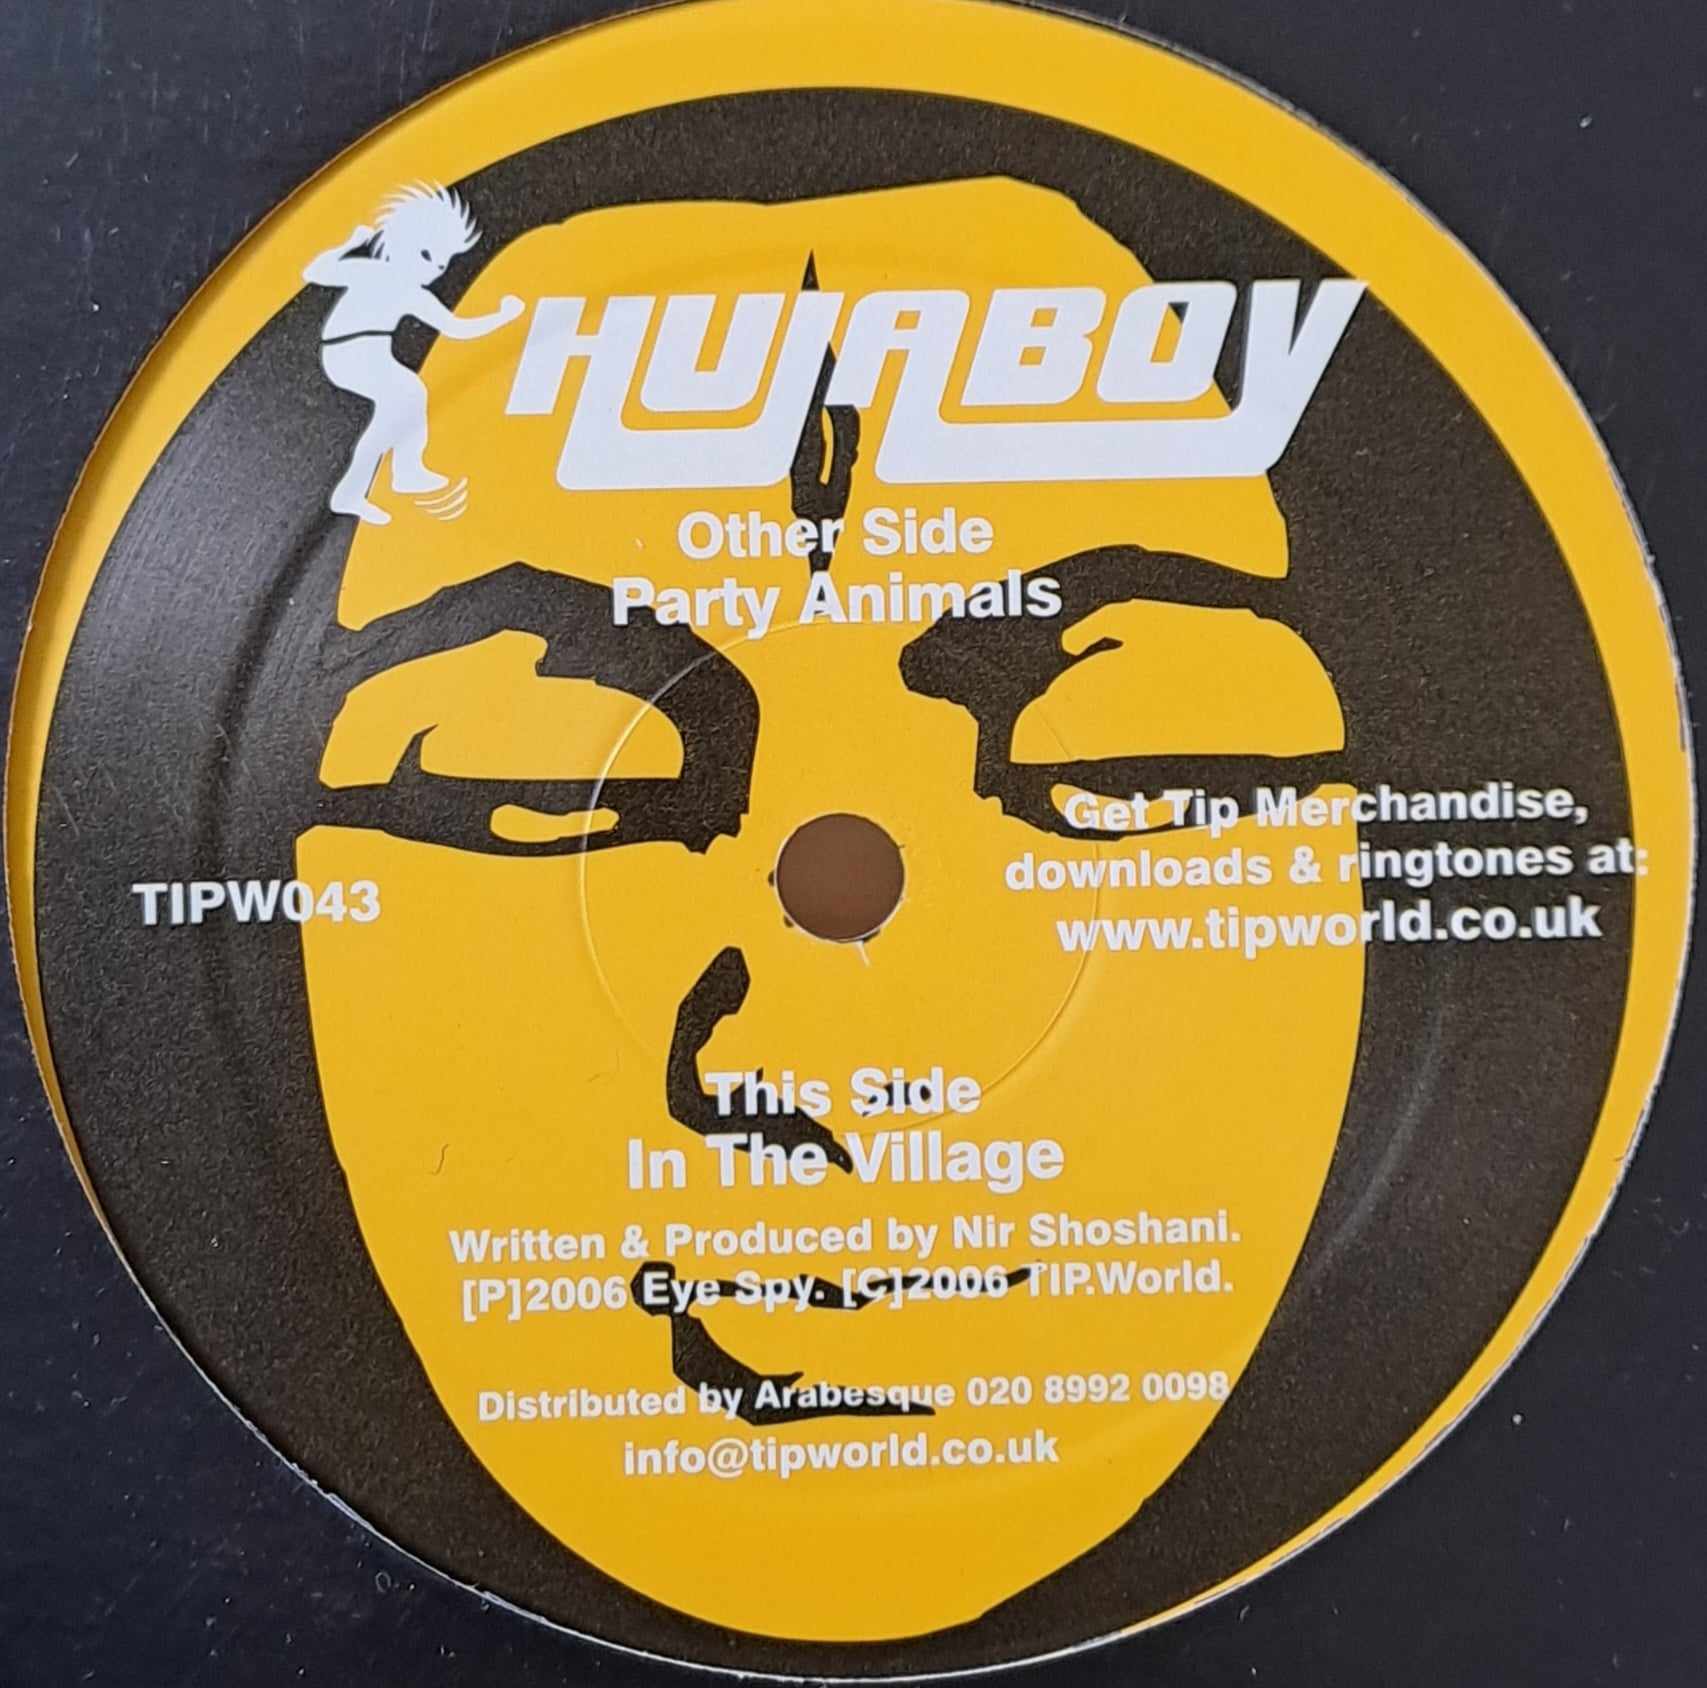 HUJABOY
Other Side
Party Animals
TIPW043
Get Tip Merchandise,
downloads & ringtones at:
www.tipworld.co.uk
This Side
In The Village
Written & Produced by Nir Shoshani.
[P]2006 Eye Spy. [C]2006 TIP.World.
Distributed by Arabesque 020 8992 0098
info@tipworld.co.uk